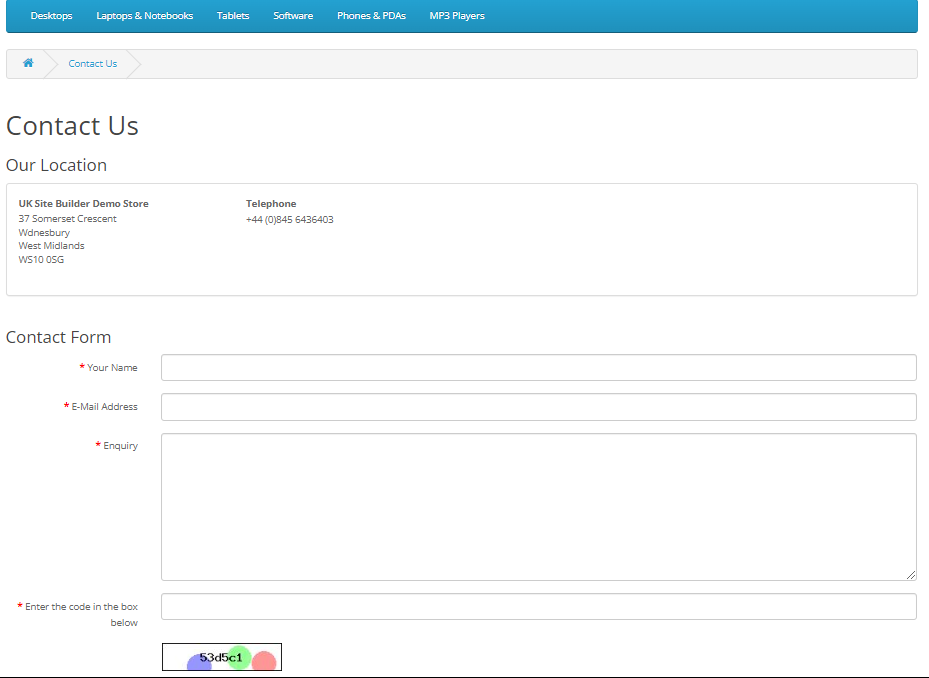 Desktops Laptops & Notebooks Tablets Software Phones & PDAs MP3 Players
Contact Us
Contact Us
Our Location
UK Site Builder Demo Store
37 Somerset Crescent
Wdnesbury
West Midlands
WS10 0SG
Telephone
+44 (0)845 6436403
Contact Form
* Your Name
* E-Mail Address
* Enquiry
* Enter the code in the box
below
53d5c1